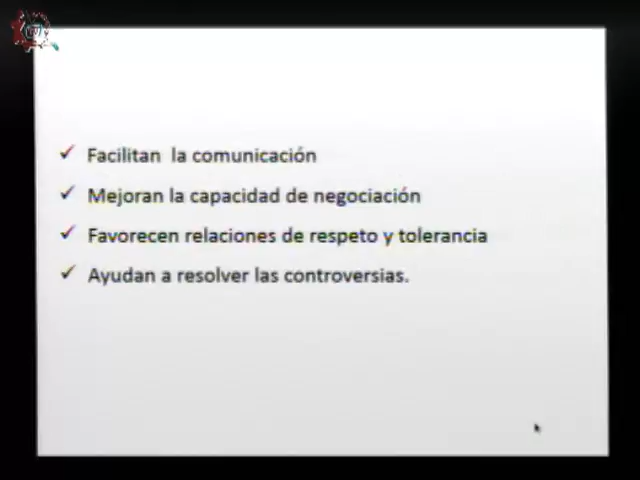 Facilitan la comunicación
Mejoran la capacidad de negociación
Favorecen relaciones de respeto y tolerancia
Ayudan a resolver las controversias.